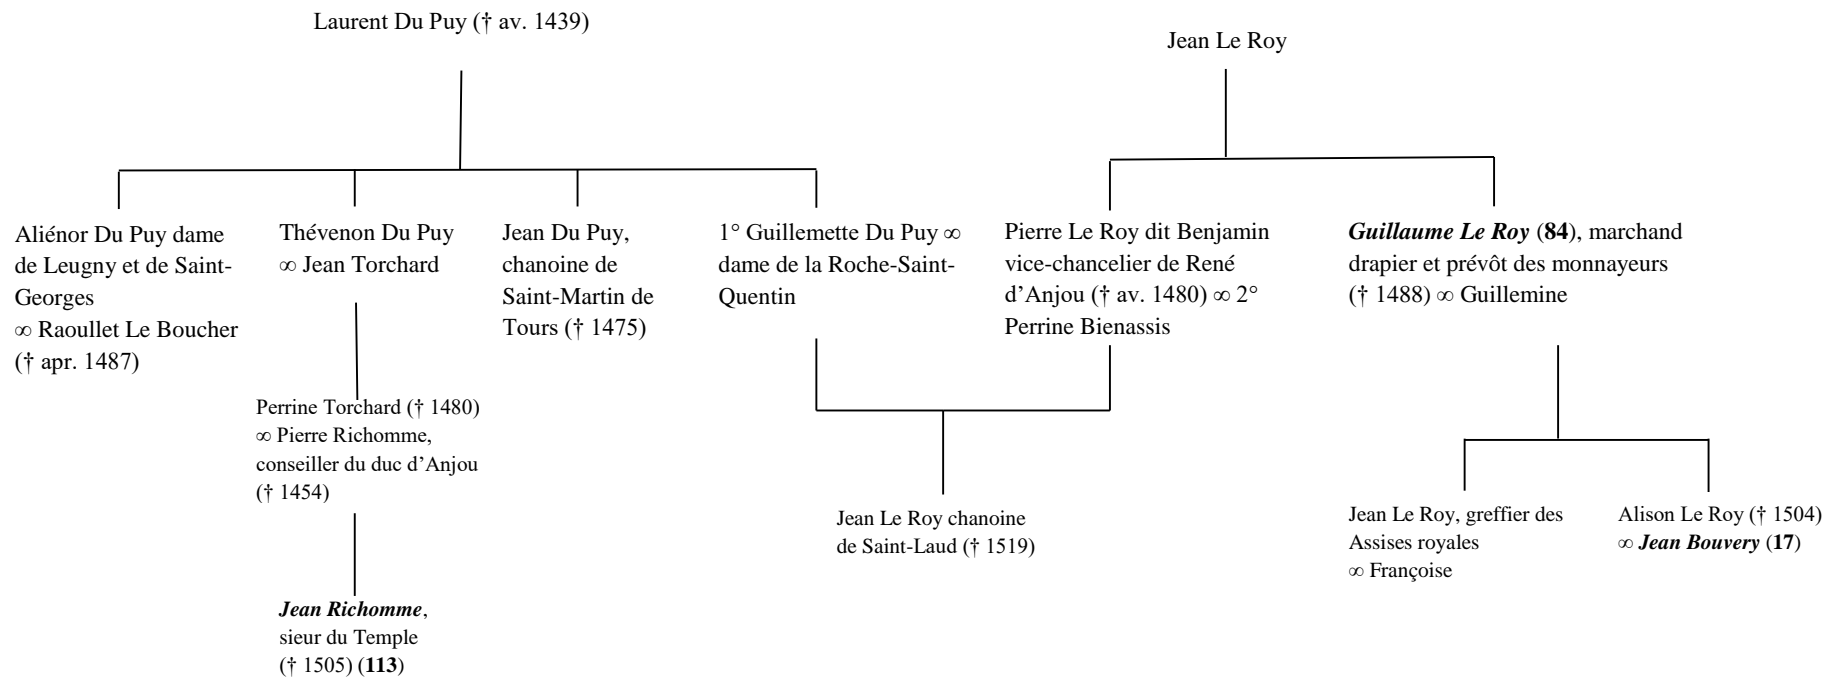 Laurent Du Puy († av. 1439)
Jean Le Roy
Aliénor Du Puy dame
de Leugny et de Saint-
Georges
∞ Raoullet Le Boucher
(† apr. 1487)
Thévenon Du Puy
∞ Jean Torchard
Jean Du Puy,
chanoine de
Saint-Martin de
Tours († 1475)
1° Guillemette Du Puy ∞
dame de la Roche-Saint-
Quentin
Pierre Le Roy dit Benjamin
vice-chancelier de René
d’Anjou († av. 1480) ∞ 2°
Perrine Bienassis
Guillaume Le Roy (84), marchand
drapier et prévôt des monnayeurs
(† 1488) ∞ Guillemine
Perrine Torchard († 1480)
∞ Pierre Richomme,
conseiller du duc d’Anjou
(† 1454)
Jean Le Roy chanoine
de Saint-Laud († 1519)
Jean Le Roy, greffier des
Assises royales
∞ Françoise
Alison Le Roy († 1504)
∞ Jean Bouvery (17)
Jean Richomme,
sieur du Temple
(† 1505) (113)